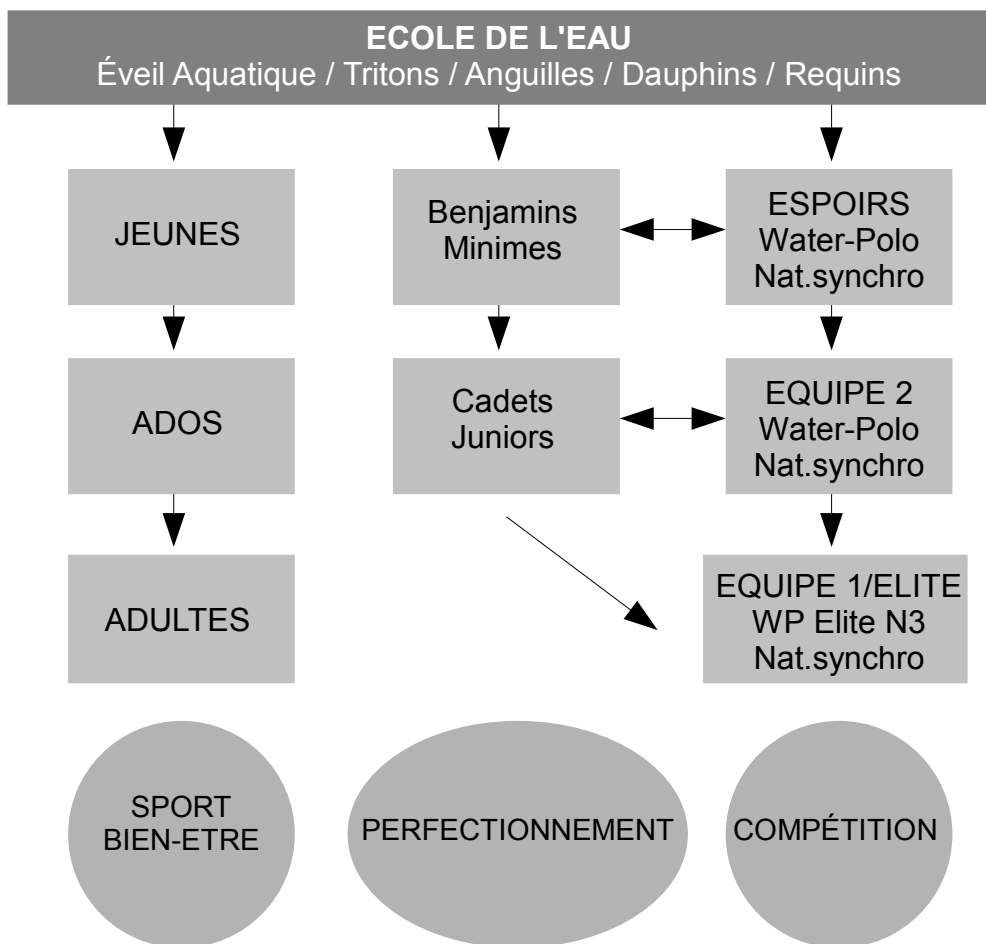 ECOLE DE L'EAU
Éveil Aquatique / Tritons / Anguilles / Dauphins / Requins
JEUNES
Benjamins
Minimes
ESPOIRS
Water-Polo
Nat.synchro
ADOS
Cadets
Juniors
EQUIPE 2
Water-Polo
Nat.synchro
ADULTES
EQUIPE 1/ELITE
WP Elite N3
Nat.synchro
SPORT
BIEN-ETRE
PERFECTIONNEMENT
COMPÉTITION